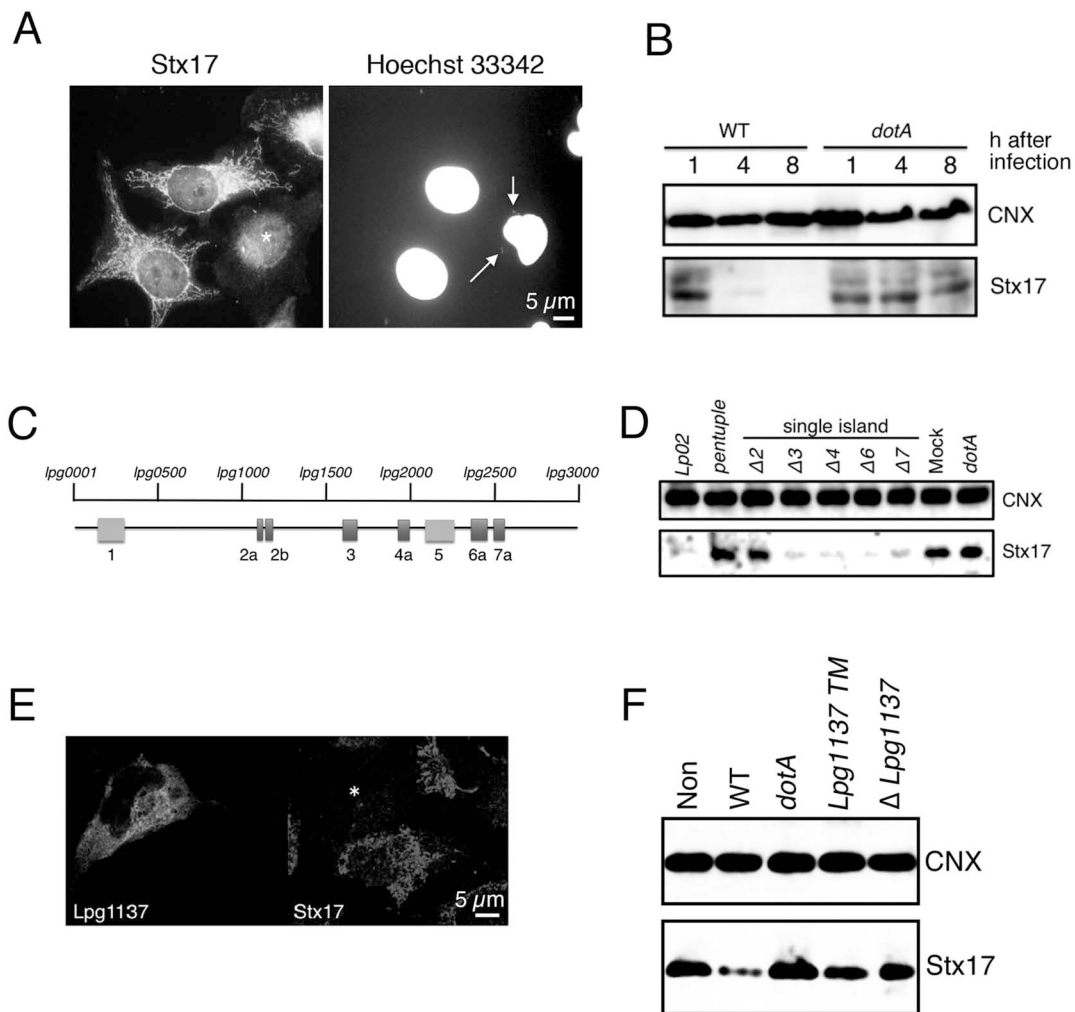 A
Stx17 Hoechst 33342
*
5 µm
B
WT dotA h after
infection
1 4 8 1 4 8
CNX
Stx17
C
lpg0001 lpg0500 lpg1000 lpg1500 lpg2000 lpg2500 lpg3000
1 2a 2b 3 4a 5 6a 7a
D
single island
Lp02 pentuple Δ2 Δ3 Δ4 Δ6 Δ7 Mock dotA
CNX
Stx17
E
*
Lpg1137 Stx17 5 µm
F
Non WT dotA Lpg1137 TM Δ Lpg1137
CNX
Stx17